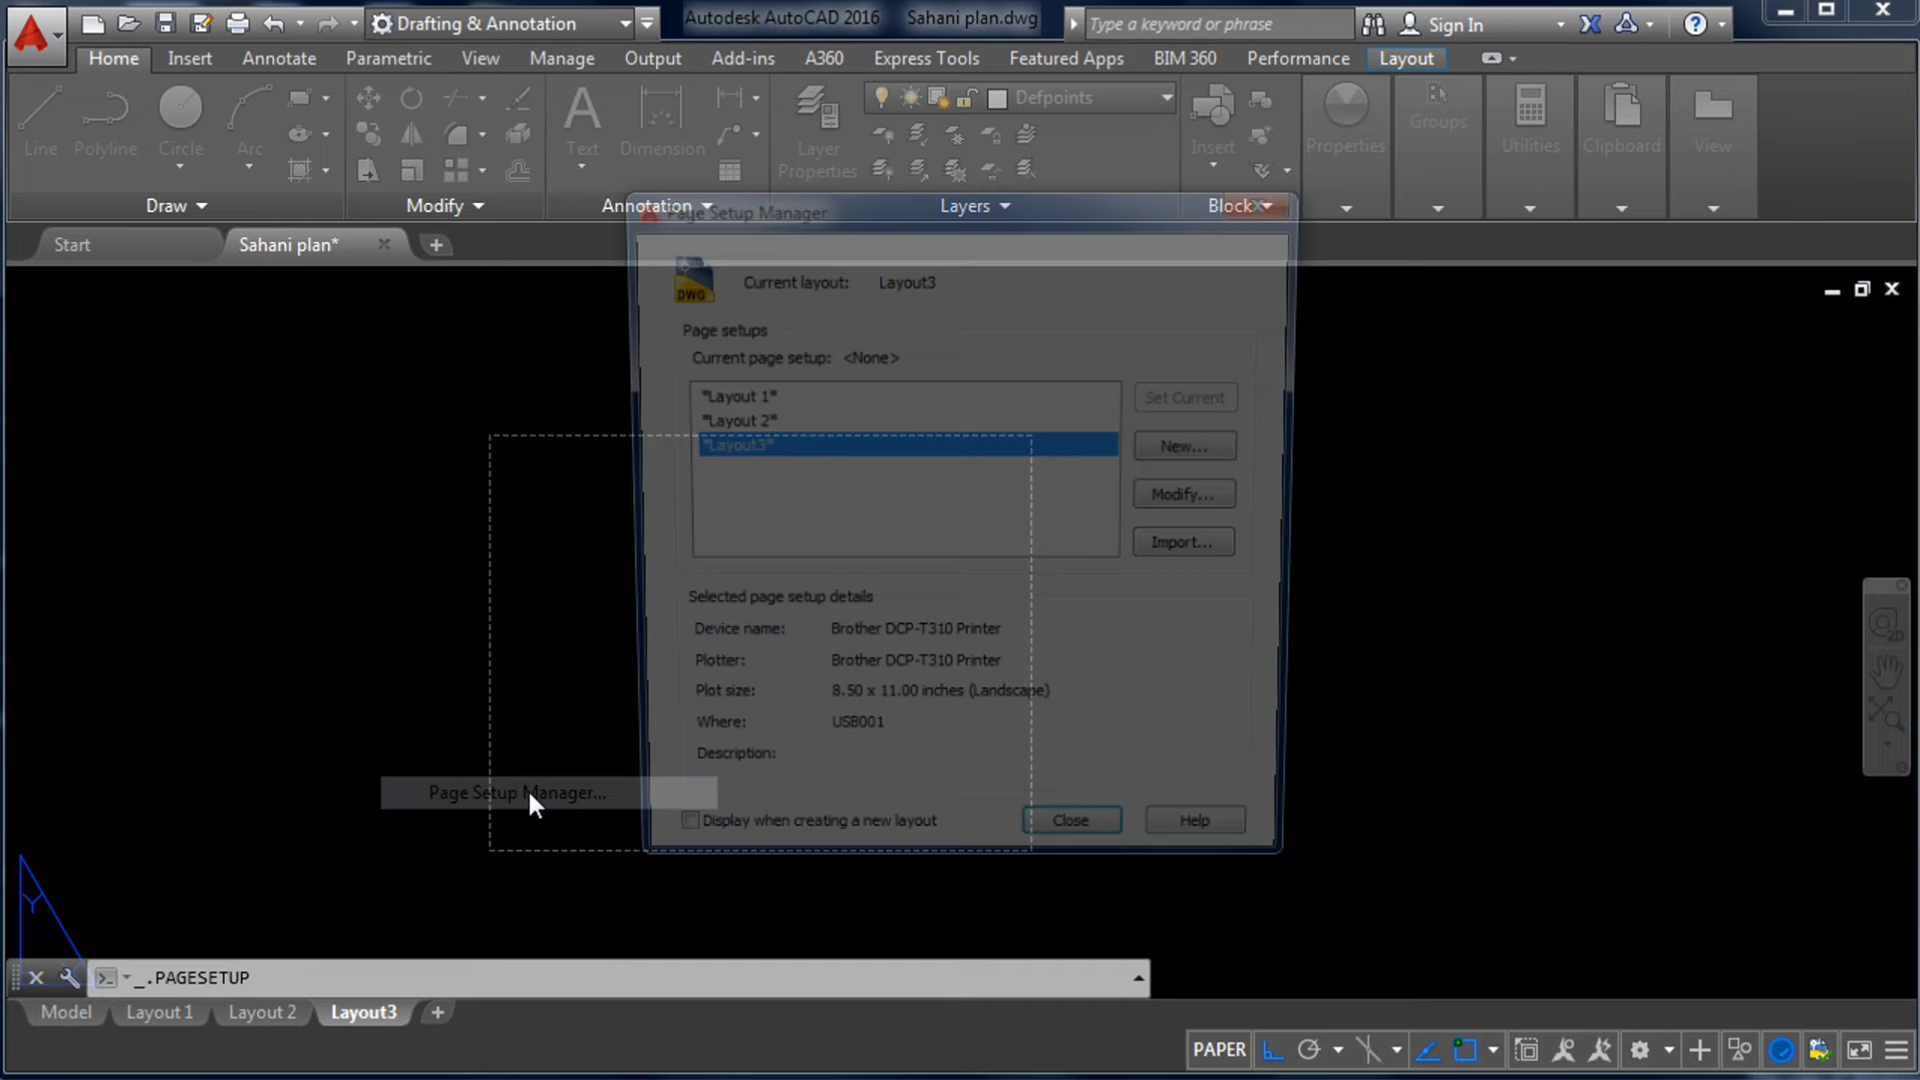 Drafting & Annotation
Autodesk AutoCAD 2016 Sahani plan.dwg
Type a keyword or phrase
Sign In
Home Insert Annotate Parametric View Manage Output Add-ins A360 Express Tools Featured Apps BIM 360 Performance Layout
Line Polyline Circle Arc
Text Dimension
Layer Properties
Defpoints
Insert
Properties
Groups
Utilities
Clipboard
View
Draw Modify Annotation Layers Block
Start
Sahani plan*
Page Setup Manager
DWG
Current layout: Layout3
Page setups
Current page setup: <None>
*Layout 1*
*Layout 2*
*Layout3*
Set Current
New...
Modify...
Import...
Selected page setup details
Device name: Brother DCP-T310 Printer
Plotter: Brother DCP-T310 Printer
Plot size: 8.50 x 11.00 inches (Landscape)
Where: USB001
Description:
Page Setup Manager...
Display when creating a new layout
Close
Help
2D
Y
_.PAGESETUP
Model Layout 1 Layout 2 Layout3
PAPER